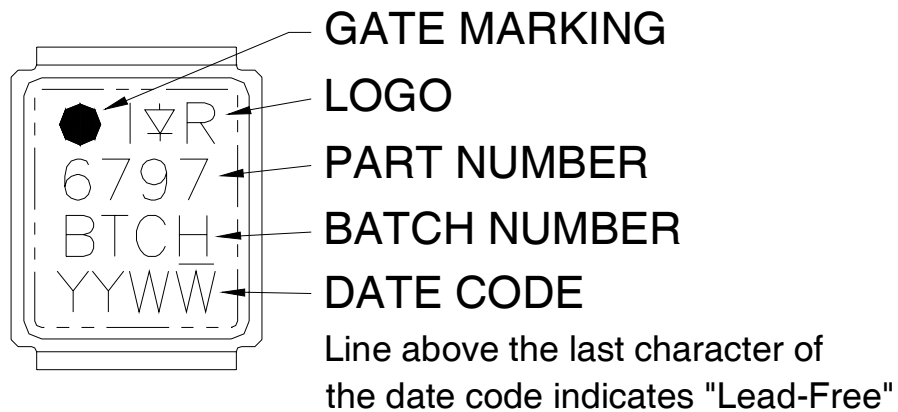 GATE MARKING
I R
LOGO
6797
PART NUMBER
BTCH
BATCH NUMBER
YYWW
DATE CODE
Line above the last character of
the date code indicates "Lead-Free"